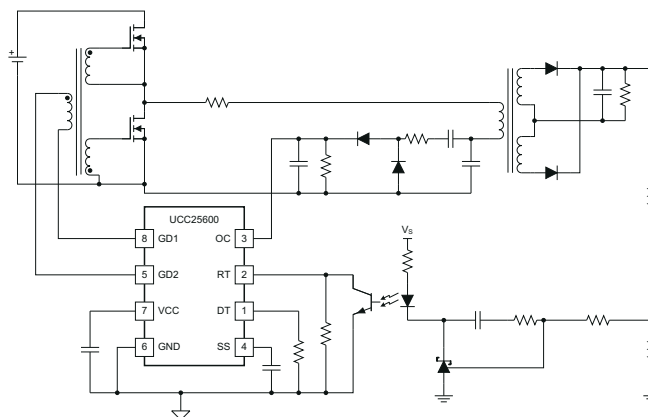 +
UCC25600
8 GD1 OC 3
Vs
5 GD2 RT 2
7 VCC DT 1
6 GND SS 4